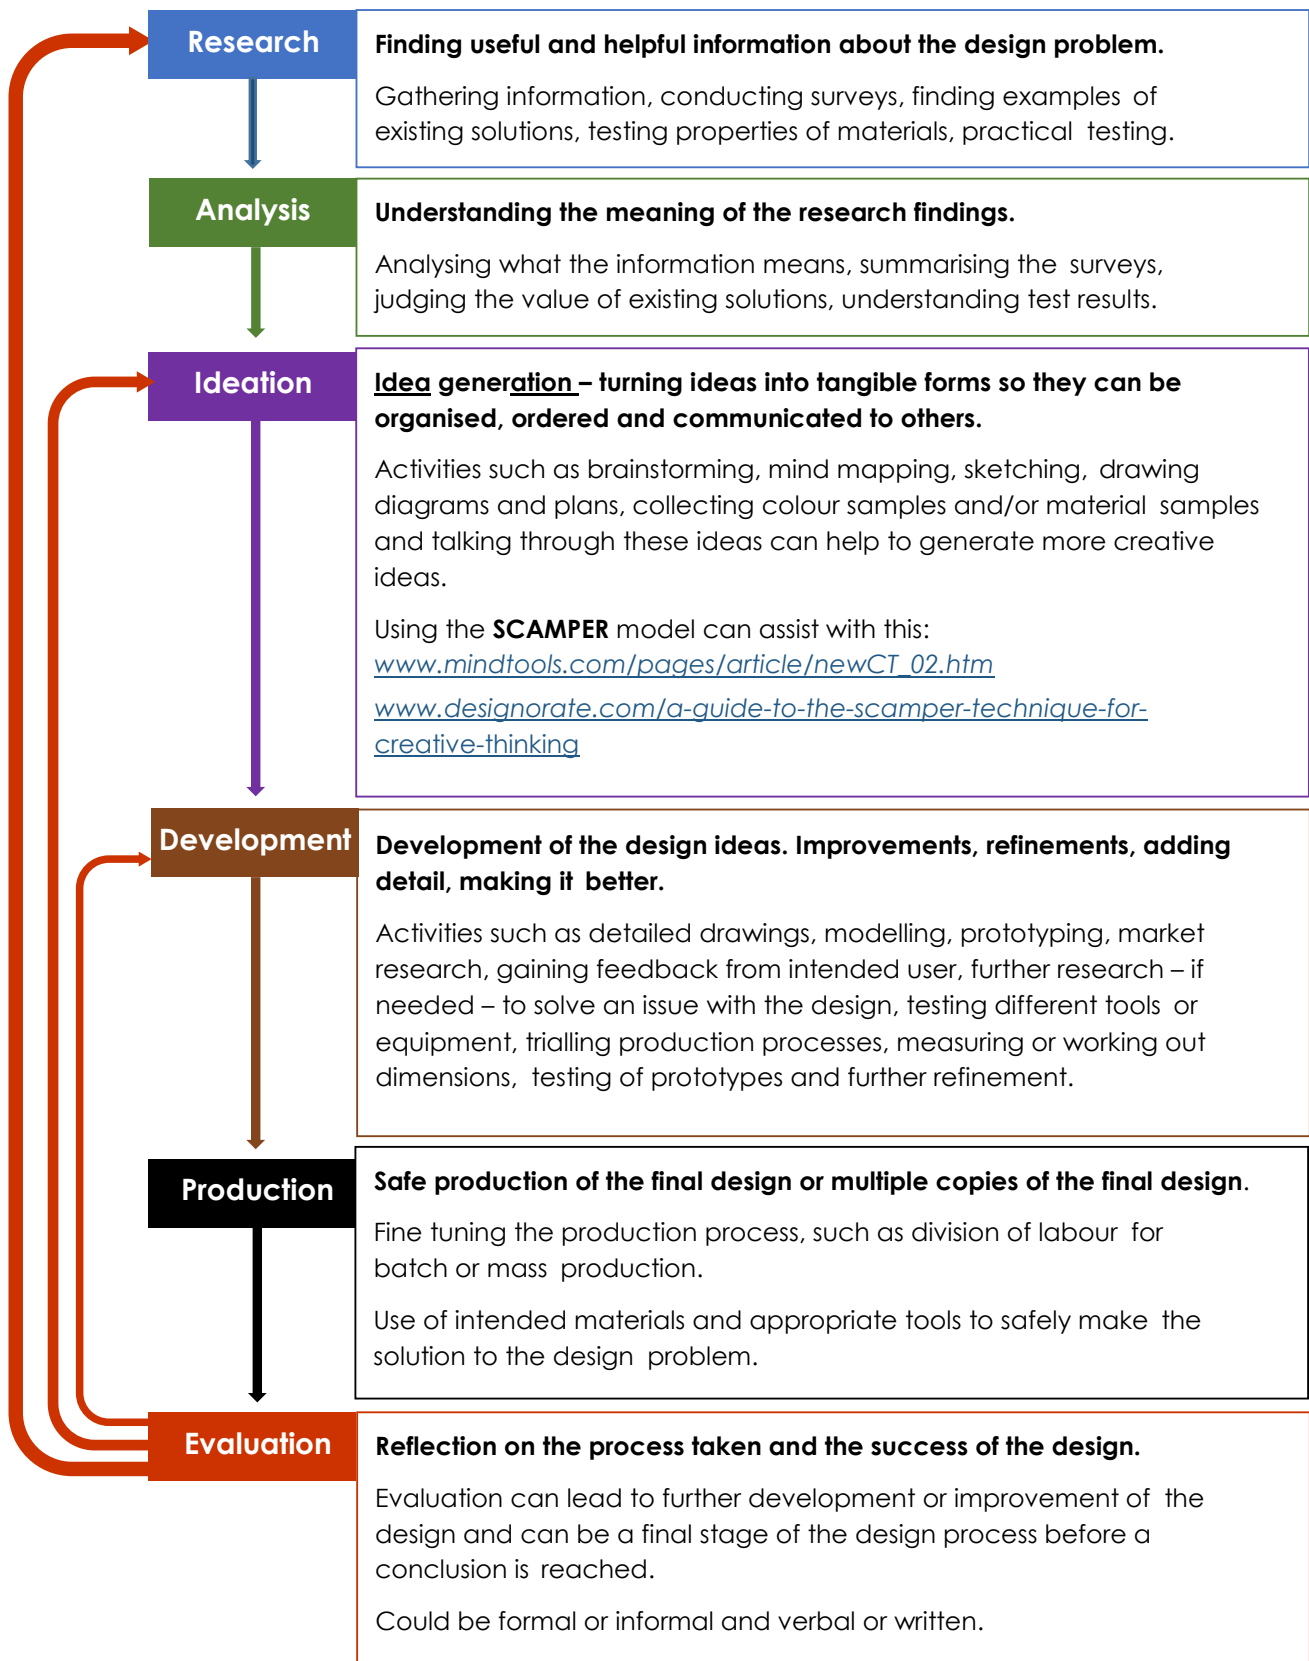 Research
Finding useful and helpful information about the design problem.
Gathering information, conducting surveys, finding examples of
existing solutions, testing properties of materials, practical testing.
Analysis
Understanding the meaning of the research findings.
Analysing what the information means, summarising the surveys,
judging the value of existing solutions, understanding test results.
Ideation
Idea generation – turning ideas into tangible forms so they can be
organised, ordered and communicated to others.
Activities such as brainstorming, mind mapping, sketching, drawing
diagrams and plans, collecting colour samples and/or material samples
and talking through these ideas can help to generate more creative
ideas.
Using the SCAMPER model can assist with this:
www.mindtools.com/pages/article/newCT_02.htm
www.designorate.com/a-guide-to-the-scamper-technique-for-
creative-thinking
Development
Development of the design ideas. Improvements, refinements, adding
detail, making it better.
Activities such as detailed drawings, modelling, prototyping, market
research, gaining feedback from intended user, further research – if
needed – to solve an issue with the design, testing different tools or
equipment, trialling production processes, measuring or working out
dimensions, testing of prototypes and further refinement.
Production
Safe production of the final design or multiple copies of the final design.
Fine tuning the production process, such as division of labour for
batch or mass production.
Use of intended materials and appropriate tools to safely make the
solution to the design problem.
Evaluation
Reflection on the process taken and the success of the design.
Evaluation can lead to further development or improvement of the
design and can be a final stage of the design process before a
conclusion is reached.
Could be formal or informal and verbal or written.